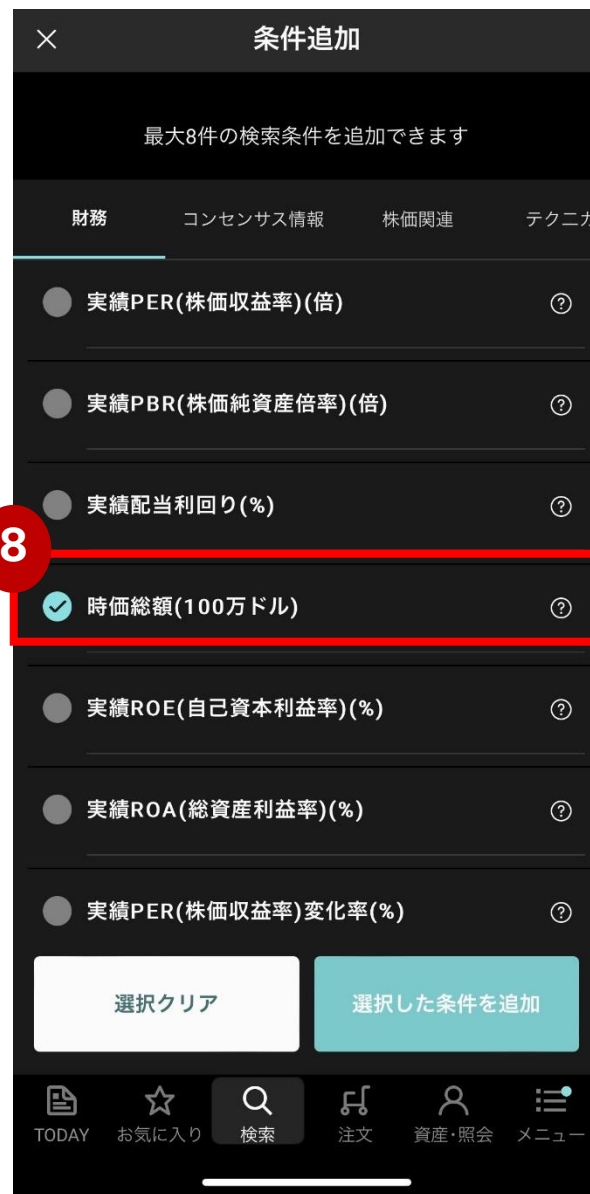 条件追加
最大8件の検索条件を追加できます
財務 コンセンサス情報 株価関連 テクニカ
実績PER(株価収益率)(倍)
実績PBR(株価純資産倍率)(倍)
実績配当利回り(%)
8
時価総額(100万ドル)
実績ROE(自己資本利益率)(%)
実績ROA(総資産利益率)(%)
実績PER(株価収益率)変化率(%)
選択クリア 選択した条件を追加
TODAY お気に入り 検索 注文 資産・照会 メニュー